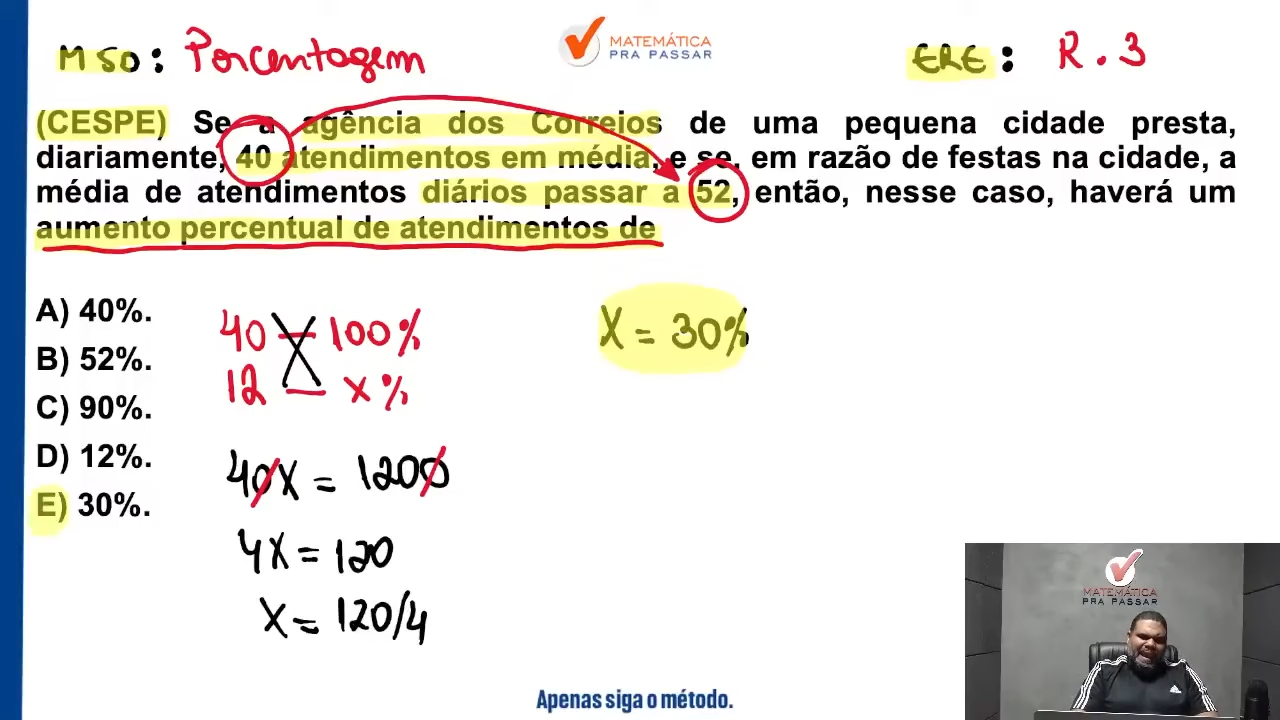 MSO: Porcentagem
MATEMÁTICA
PRA PASSAR
ERE: R.3
(CESPE) Se a agência dos Correios de uma pequena cidade presta,
diariamente, 40 atendimentos em média, e se, em razão de festas na cidade, a
média de atendimentos diários passar a 52, então, nesse caso, haverá um
aumento percentual de atendimentos de
A) 40%.
B) 52%.
C) 90%.
D) 12%.
E) 30%.
40 — 100%
12 — x%
40x = 1200
4x = 120
x = 120/4
x = 30%
MATEMÁTICA
PRA PASSAR
Apenas siga o método.